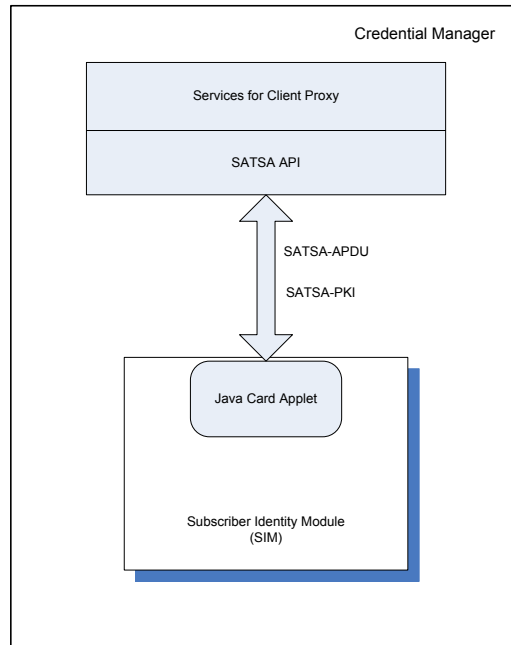 Credential Manager
Services for Client Proxy
SATSA API
SATSA-APDU
SATSA-PKI
Java Card Applet
Subscriber Identity Module
(SIM)